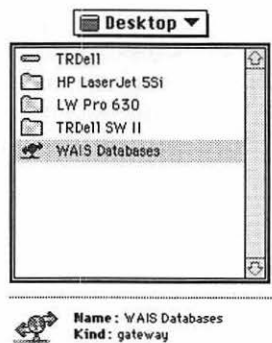 Desktop
TRDell
HP LaserJet 5Si
LW Pro 630
TRDell SW II
WAIS Databases
Name: WAIS Databases
Kind: gateway